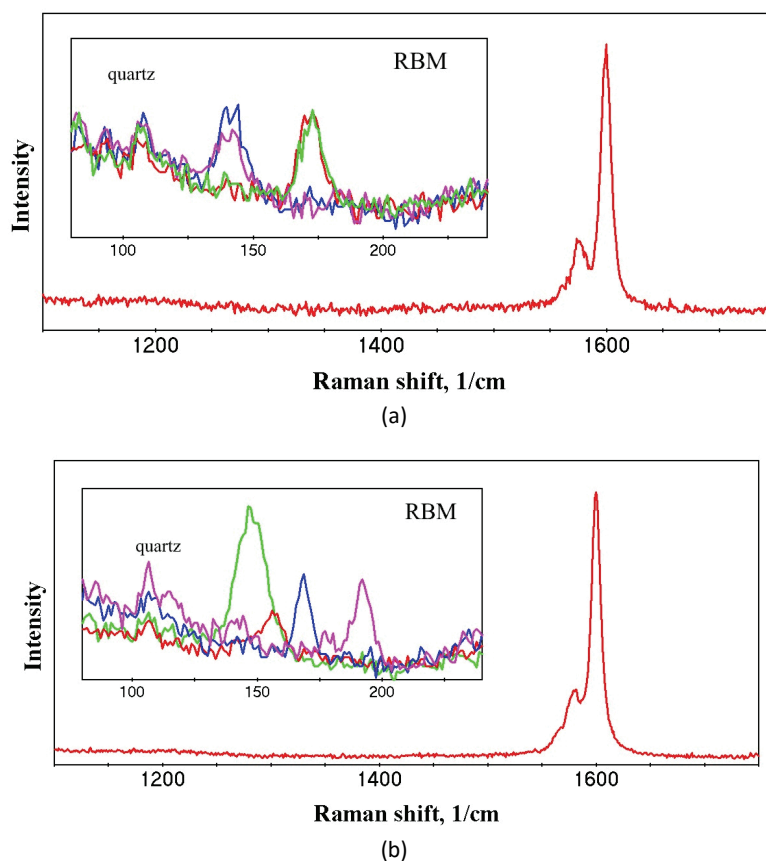 RBM
quartz
Intensity
100 150 200
1200 1400 1600
Raman shift, 1/cm
(a)
RBM
quartz
Intensity
100 150 200
1200 1400 1600
Raman shift, 1/cm
(b)